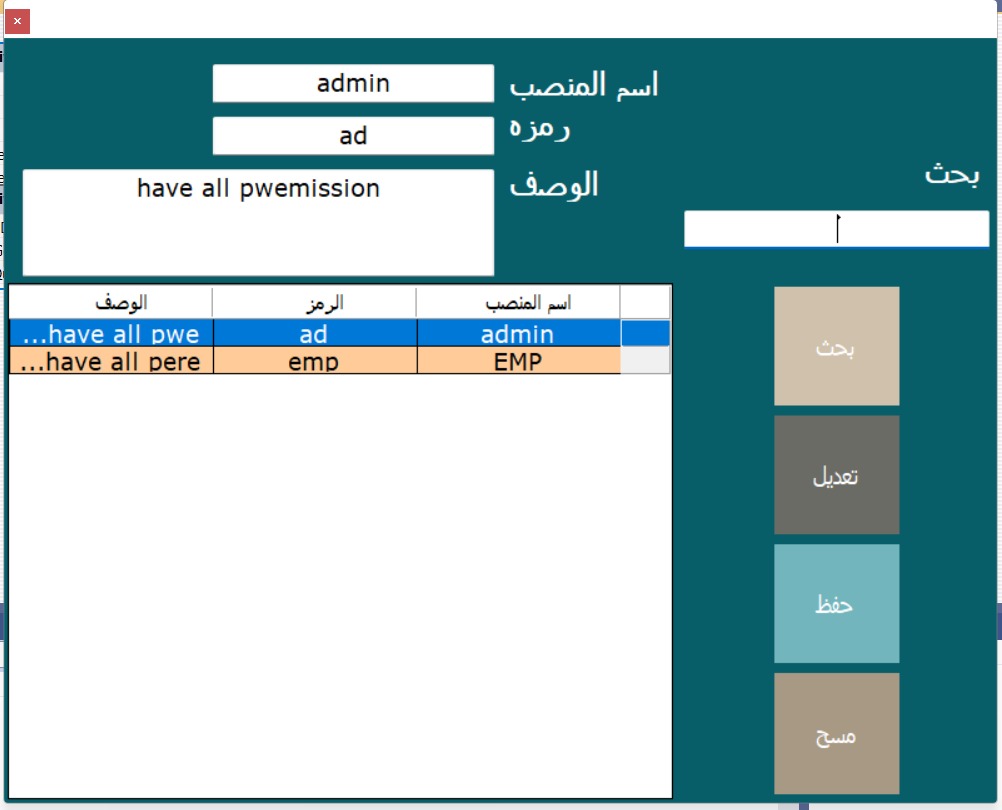 اسم المنصب
admin
رمزه
ad
الوصف
have all pwemission
بحث
اسم المنصب الرمز الوصف
admin ad have all pwe...
EMP emp have all pere...
بحث
تعديل
حفظ
مسح